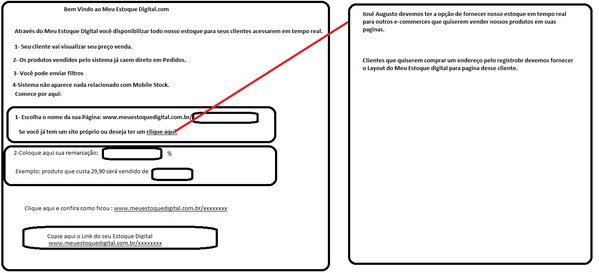 Bem Vindo ao Meu Estoque Digital.com
Através do Meu Estoque Digital você disponibilizar todo nosso estoque para seus clientes acessarem em tempo real.
1- Seu cliente vai visualizar seu preço venda.
2- Os produtos vendidos pelo sistema já caem direto em Pedidos.
3- Você pode enviar filtros
4-Sistema não aparece nada relacionado com Mobile Stock.
Comece por aqui:
1- Escolha o nome da sua Página: www.meuestoquedigital.com.br/
Se você já tem um site próprio ou deseja ter um clique aqui!
2-Coloque aqui sua remarcação: %
Exemplo: produto que custa 29,90 será vendido de
Clique aqui e confira como ficou : www.meuestoquedigital.com.br/xxxxxxxx
Copie aqui o Link do seu Estoque Digital
www.meuestoquedigital.com.br/xxxxxxxx
José Augusto devemos ter a opção de fornecer nosso estoque em tempo real
para outros e-commerces que quiserem vender nossos produtos em suas
paginas.
Clientes que quiserem comprar um endereço pelo registrobr devemos fornecer
o Layout do Meu Estoque digital para pagina desse cliente.